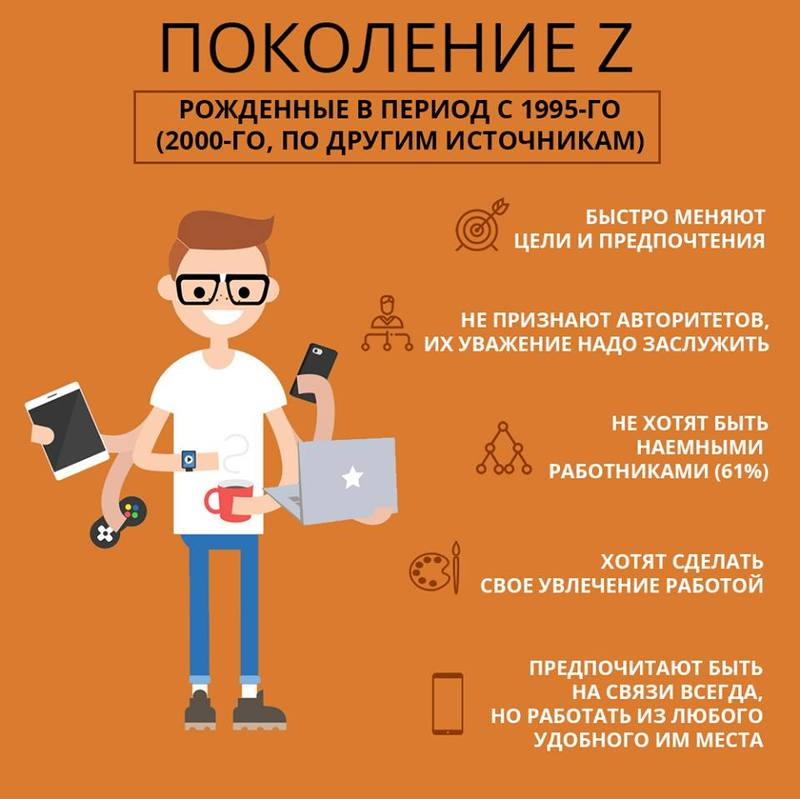 ПОКОЛЕНИЕ Z
РОЖДЕННЫЕ В ПЕРИОД С 1995-ГО
(2000-ГО, ПО ДРУГИМ ИСТОЧНИКАМ)
БЫСТРО МЕНЯЮТ
ЦЕЛИ И ПРЕДПОЧТЕНИЯ
НЕ ПРИЗНАЮТ АВТОРИТЕТОВ,
ИХ УВАЖЕНИЕ НАДО ЗАСЛУЖИТЬ
НЕ ХОТЯТ БЫТЬ
НАЕМНЫМИ
РАБОТНИКАМИ (61%)
ХОТЯТ СДЕЛАТЬ
СВОЕ УВЛЕЧЕНИЕ РАБОТОЙ
ПРЕДПОЧИТАЮТ БЫТЬ
НА СВЯЗИ ВСЕГДА,
НО РАБОТАТЬ ИЗ ЛЮБОГО
УДОБНОГО ИМ МЕСТА